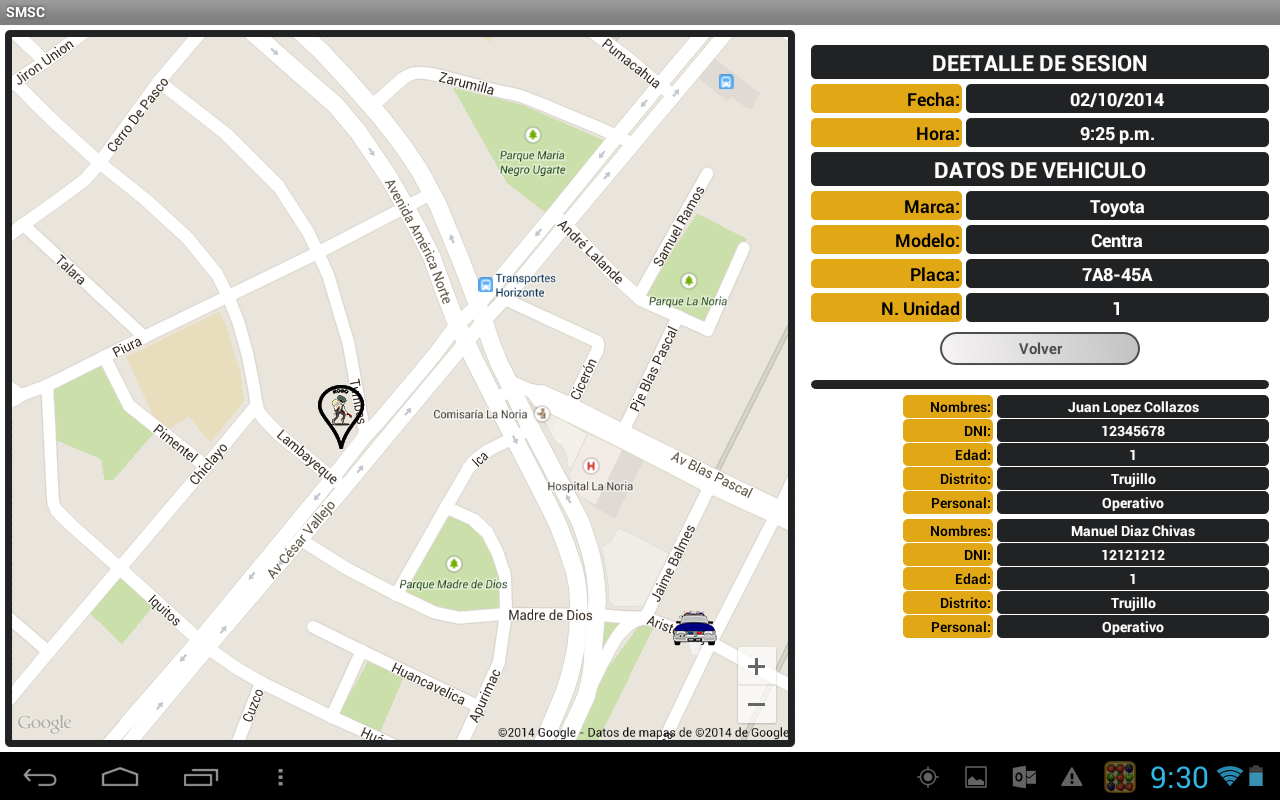 SMSC
Jiron Union
Cerro De Pasco
Zarumilla
Pumacahua
Parque María
Negro Ugarte
Avenida América Norte
Samuel Ramos
André Lalande
Talara
Transportes
Horizonte
Parque La Noria
Piura
Pje Blas Pascal
Cicerón
ROBO
Comisaría La Noria
Pimentel
Chiclayo
Lambayeque
Ica
Av Blas Pascal
Hospital La Noria
Av César Vallejo
Jaime Balmes
Parque Madre de Dios
Iquitos
Madre de Dios
Arist
Huancavelica
Apurimac
Cuzco
Google
©2014 Google - Datos de mapas de ©2014 de Google
DEETALLE DE SESION
Fecha: 02/10/2014
Hora: 9:25 p.m.
DATOS DE VEHICULO
Marca: Toyota
Modelo: Centra
Placa: 7A8-45A
N. Unidad 1
Volver
Nombres: Juan Lopez Collazos
DNI: 12345678
Edad: 1
Distrito: Trujillo
Personal: Operativo
Nombres: Manuel Diaz Chivas
DNI: 12121212
Edad: 1
Distrito: Trujillo
Personal: Operativo
9:30